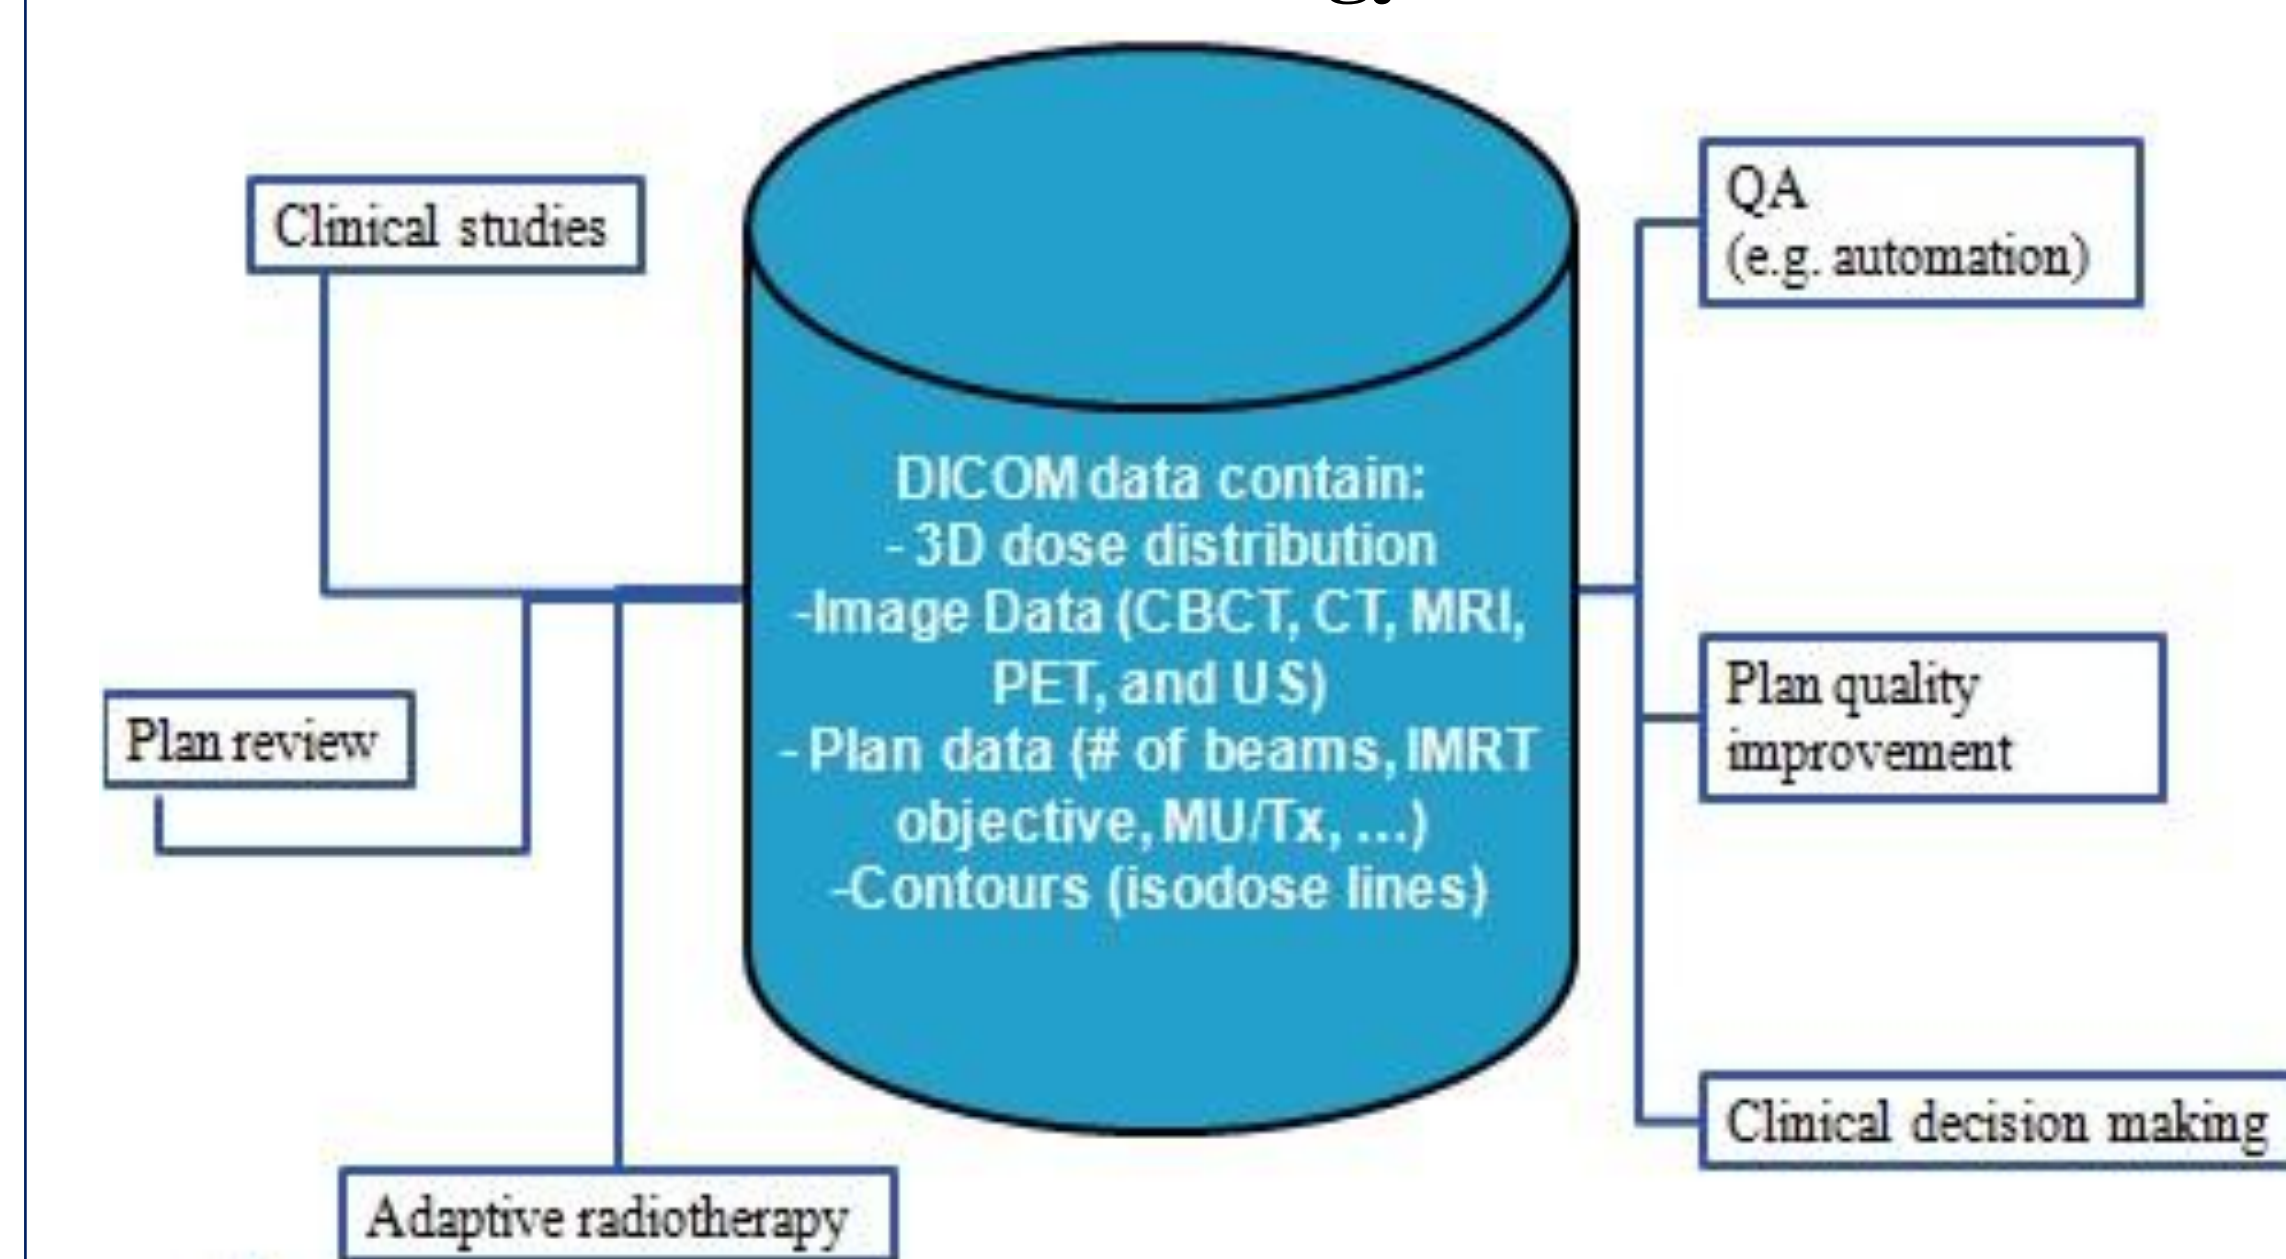 Clinical studies
Plan review
Adaptive radiotherapy
DICOM data contain:
- 3D dose distribution
-Image Data (CBCT, CT, MRI,
PET, and US)
- Plan data (# of beams, IMRT
objective, MU/Tx, ...)
-Contours (isodose lines)
QA
(e.g. automation)
Plan quality
improvement
Clinical decision making